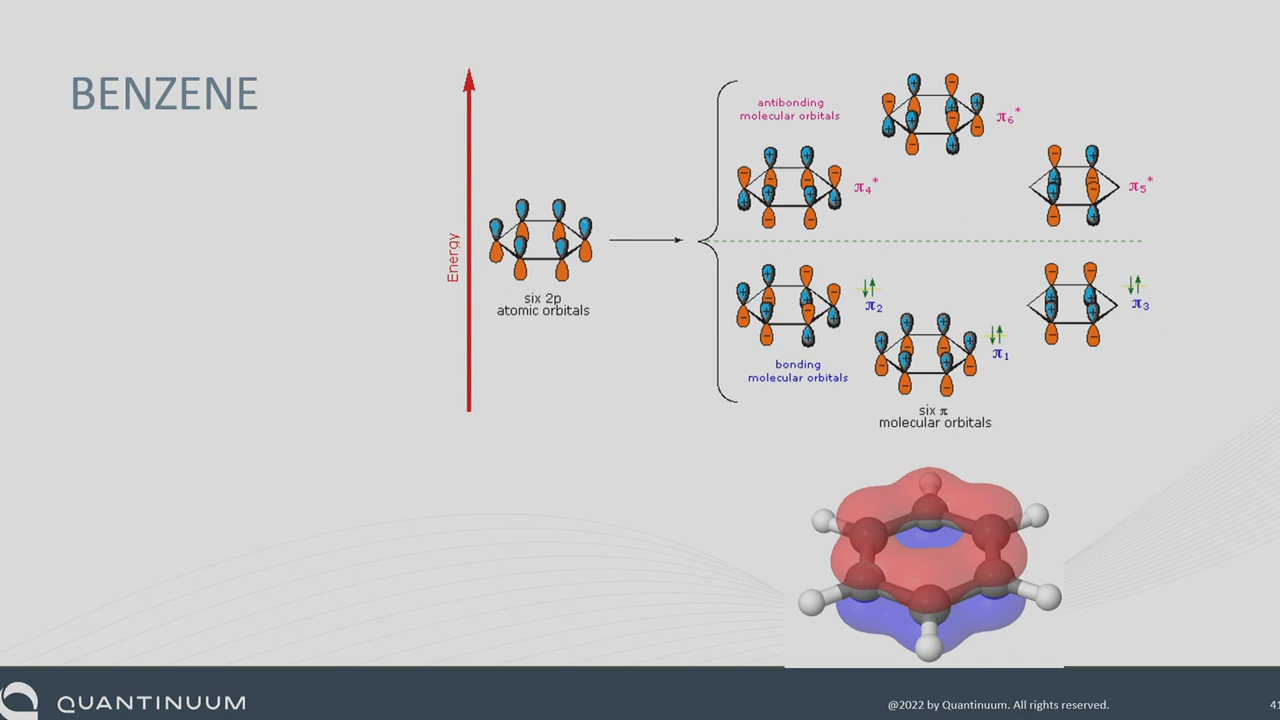 BENZENE
Energy
six 2p
atomic orbitals
antibonding
molecular orbitals
π6*
π4*
π5*
π2
π3
π1
bonding
molecular orbitals
six π
molecular orbitals
QUANTINUUM
@2022 by Quantinuum. All rights reserved.